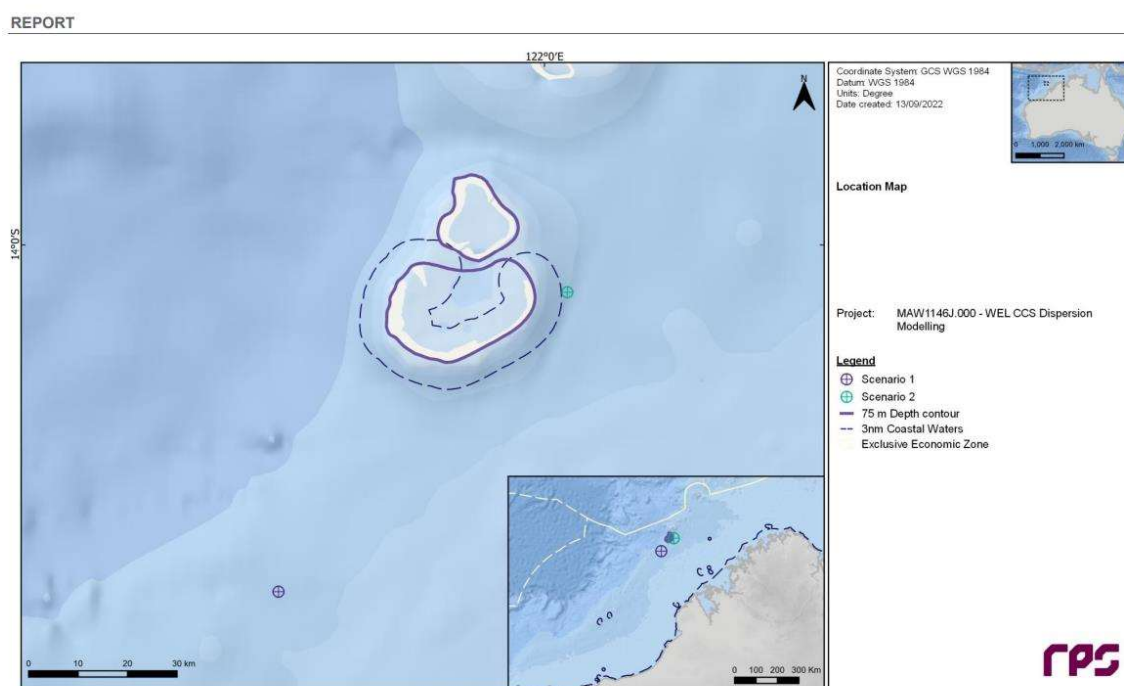 REPORT
122°0'E
14°0'S
N
0 10 20 30 km
0 100 200 300 Km
Coordinate System: GCS WGS 1984
Datum: WGS 1984
Units: Degree
Date created: 13/09/2022
0 1,000 2,000 km
Location Map
Project: MAW1146J.000 - WEL CCS Dispersion
Modelling
Legend
Scenario 1
Scenario 2
75 m Depth contour
3nm Coastal Waters
Exclusive Economic Zone
rps